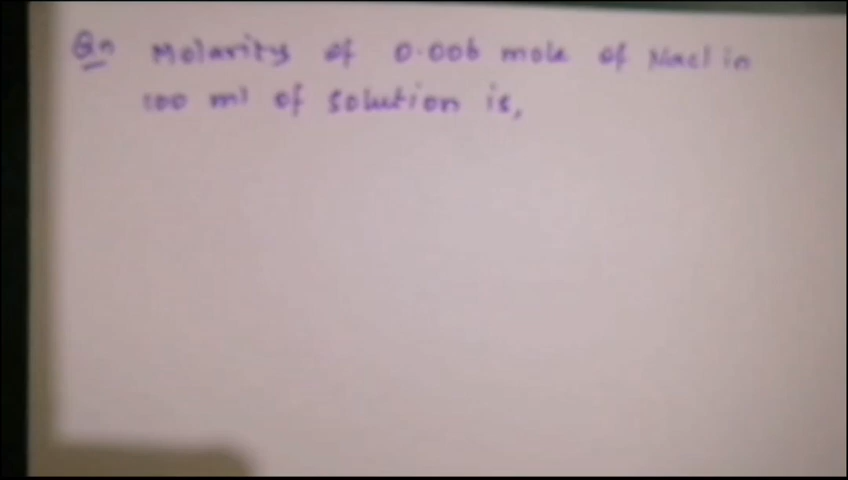 Qn Molarity of 0.006 mole of Nacl in
100 ml of solution is,